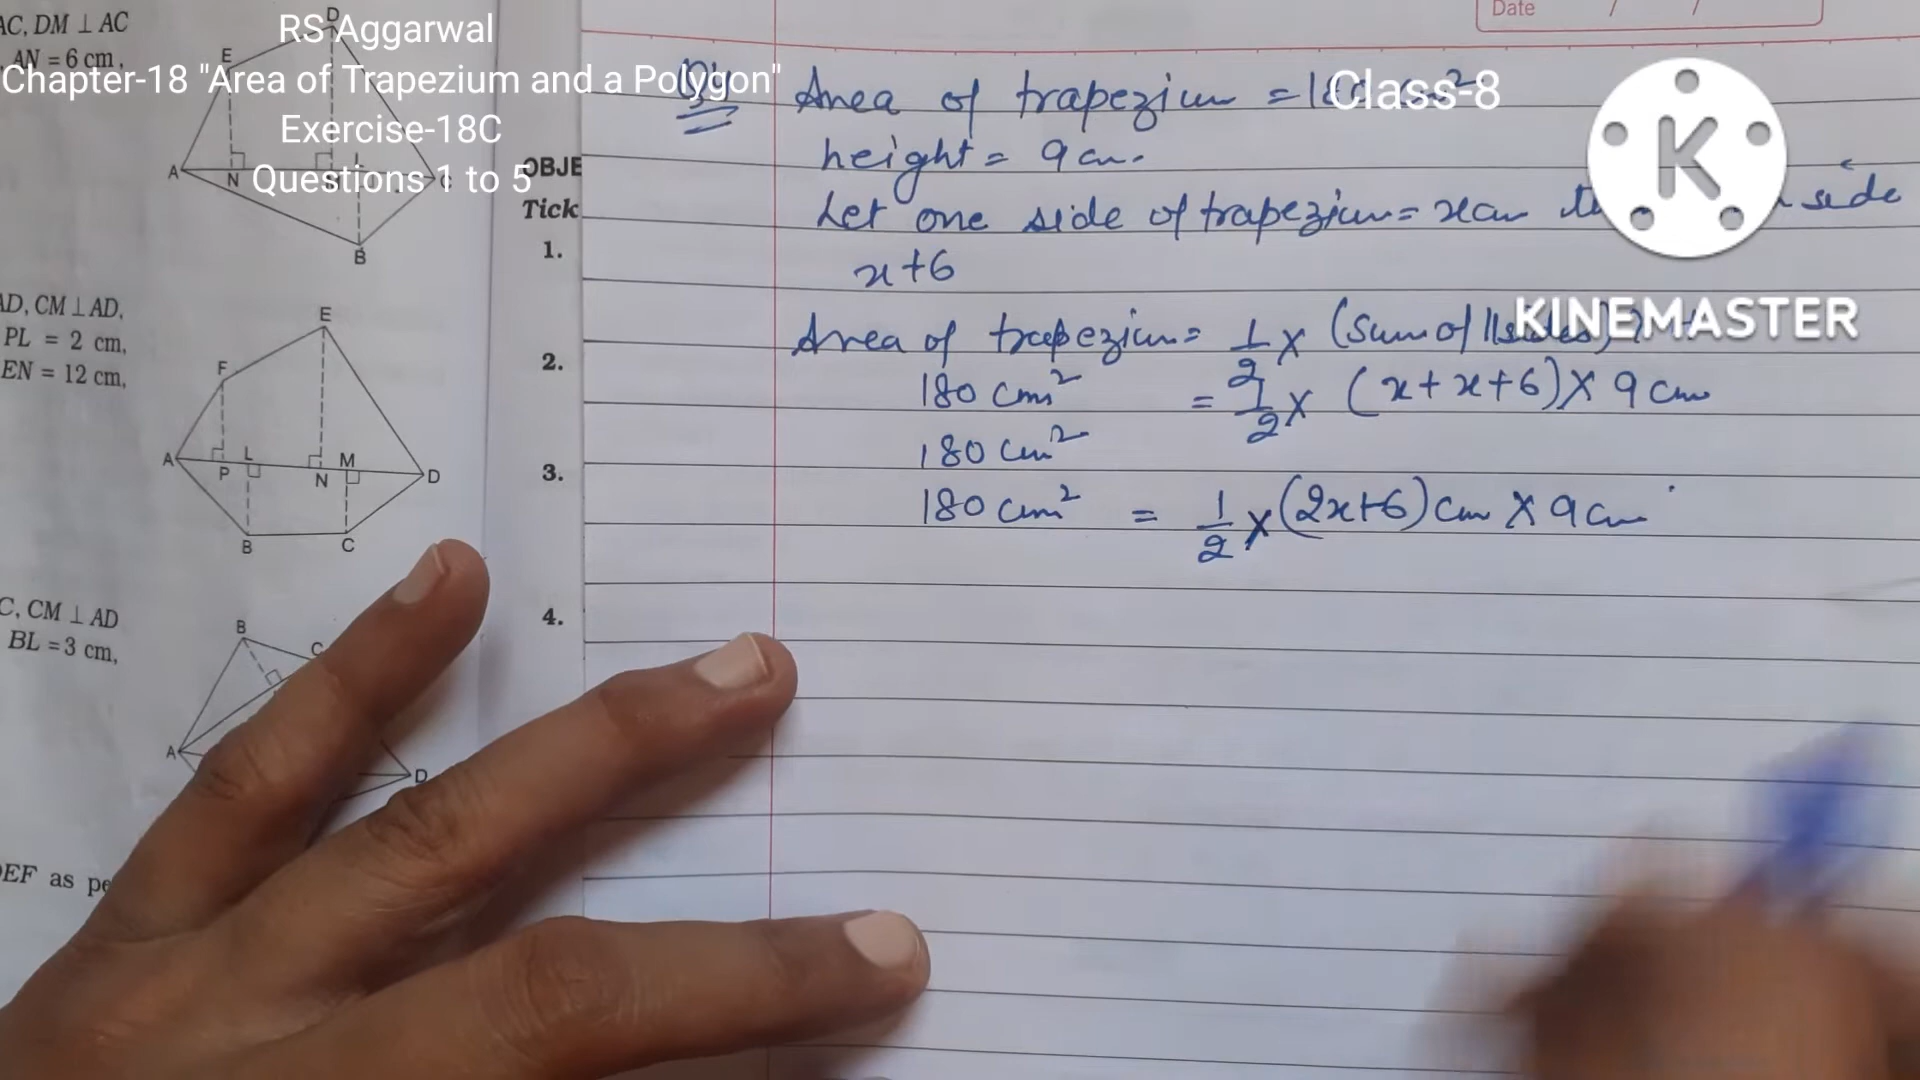 AC, DM ⊥ AC
AN = 6 cm,
RS Aggarwal
Chapter-18 "Area of Trapezium and a Polygon"
Exercise-18C
Questions 1 to 5
Class-8
KINEMASTER
D
E
A
N
C
B
AD, CM ⊥ AD,
PL = 2 cm,
EN = 12 cm,
E
F
A
P
L
N
M
D
B
C
C, CM ⊥ AD
BL = 3 cm,
B
C
A
D
DEF as pe
OBJE
Tick
1.
2.
3.
4.
Date / /
Area of trapezium =
height = 9 cm.
Let one side of trapezium = x cm side
x+6
Area of trapezium = 1/2 × (Sum of || sides)
180 cm² = 1/2 × (x + x + 6) × 9 cm
180 cm²
180 cm² = 1/2 × (2x+6) cm × 9 cm